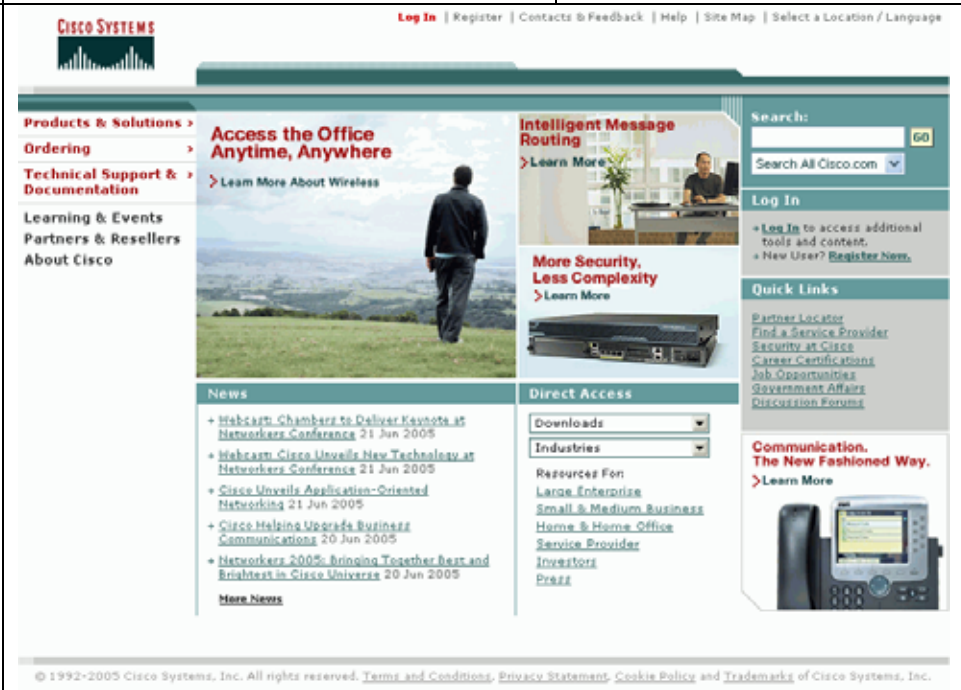 CISCO SYSTEMS
Log In | Register | Contacts & Feedback | Help | Site Map | Select a Location / Language
Products & Solutions
Ordering
Technical Support &
Documentation
Learning & Events
Partners & Resellers
About Cisco
Access the Office
Anytime, Anywhere
Learn More About Wireless
Intelligent Message
Routing
Learn More
More Security,
Less Complexity
Learn More
Search:
GO
Search All Cisco.com
Log In
Log In to access additional
tools and content.
New User? Register Now.
Quick Links
Partner Locator
Find a Service Provider
Security at Cisco
Career Certifications
Job Opportunities
Government Affairs
Discussion Forums
News
Webcast: Chambers to Deliver Keynote at
Networkers Conference 21 Jun 2005
Webcast: Cisco Unveils New Technology at
Networkers Conference 21 Jun 2005
Cisco Unveils Application-Oriented
Networking 21 Jun 2005
Cisco Helping Upgrade Business
Communications 20 Jun 2005
Networkers 2005: Bringing Together Best and
Brightest in Cisco Universe 20 Jun 2005
More News
Direct Access
Downloads
Industries
Resources For:
Large Enterprise
Small & Medium Business
Home & Home Office
Service Provider
Investors
Press
Communication.
The New Fashioned Way.
Learn More
© 1992-2005 Cisco Systems, Inc. All rights reserved. Terms and Conditions, Privacy Statement, Cookie Policy and Trademarks of Cisco Systems, Inc.